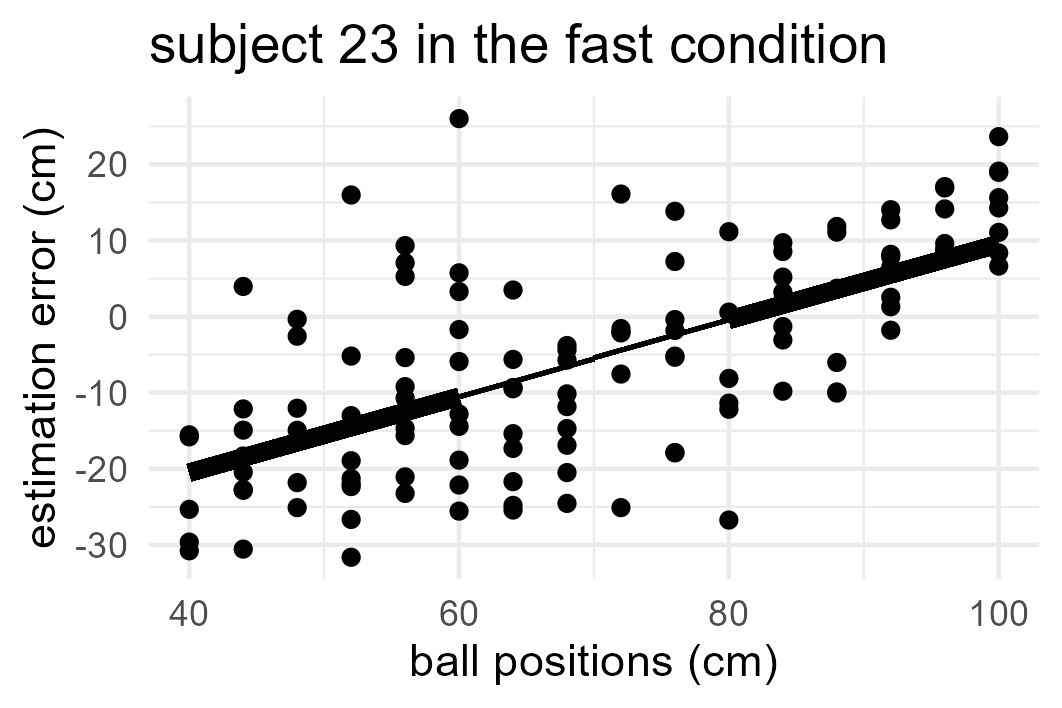 subject 23 in the fast condition
estimation error (cm)
20
10
0
-10
-20
-30
40 60 80 100
ball positions (cm)